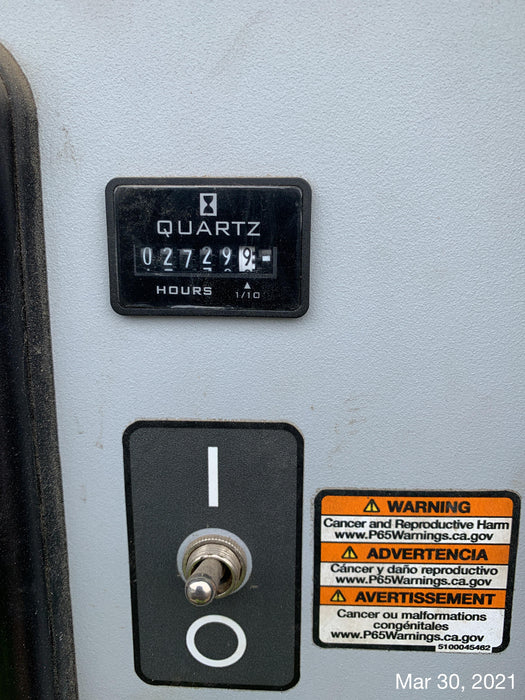 QUARTZ
027299
HOURS 1/10
WARNING
Cancer and Reproductive Harm
www.P65Warnings.ca.gov
ADVERTENCIA
Cáncer y daño reproductivo
www.P65Warnings.ca.gov
AVERTISSEMENT
Cancer ou malformations
congénitales
www.P65Warnings.ca.gov
5100045462
Mar 30, 2021